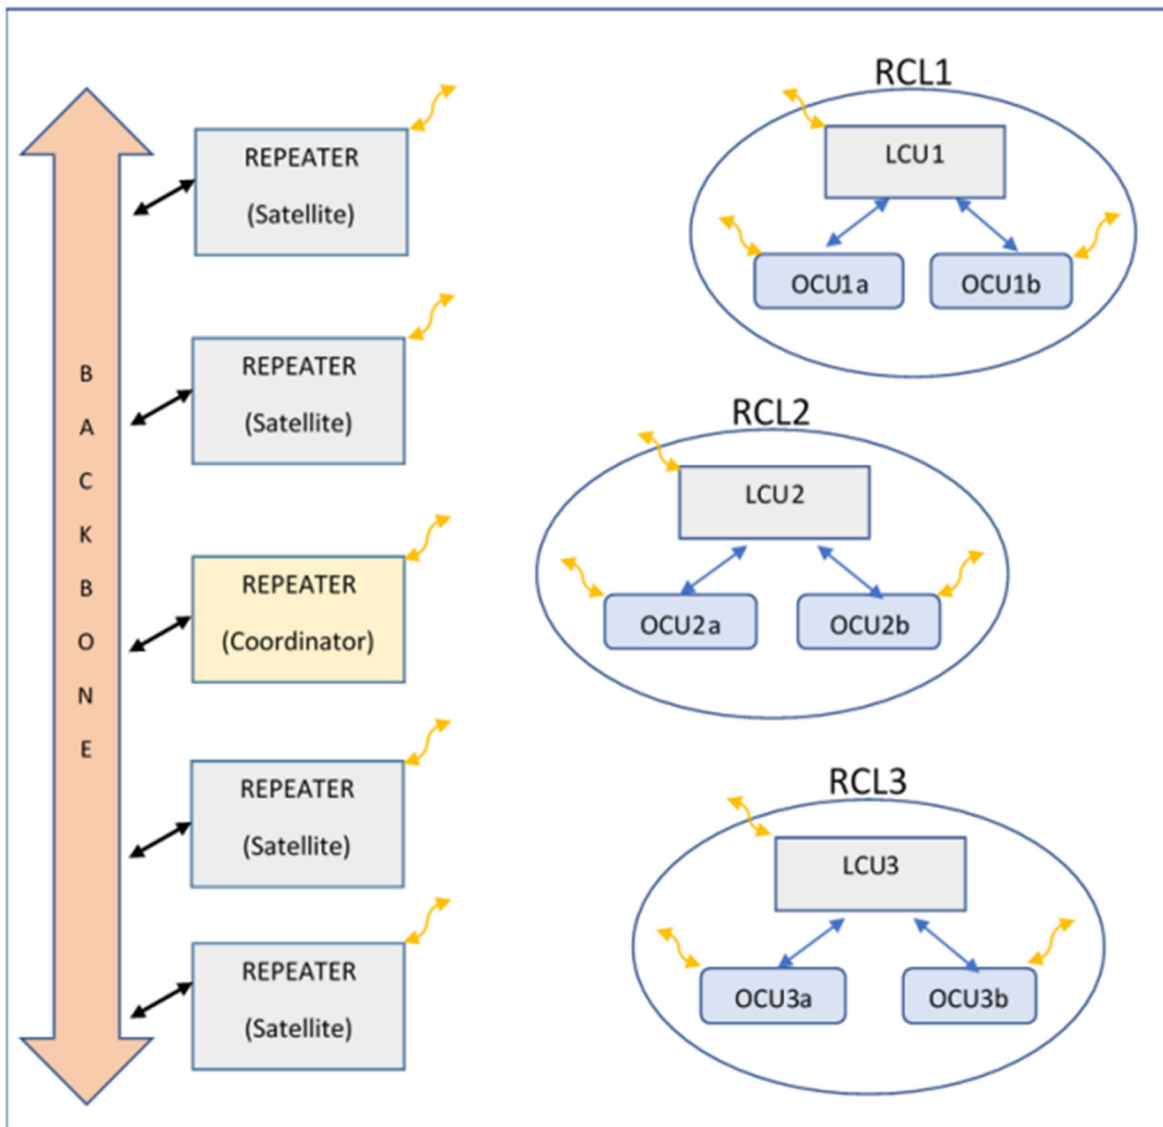 B
A
C
K
B
O
N
E
REPEATER
(Satellite)
REPEATER
(Satellite)
REPEATER
(Coordinator)
REPEATER
(Satellite)
REPEATER
(Satellite)
RCL1
LCU1
OCU1a
OCU1b
RCL2
LCU2
OCU2a
OCU2b
RCL3
LCU3
OCU3a
OCU3b